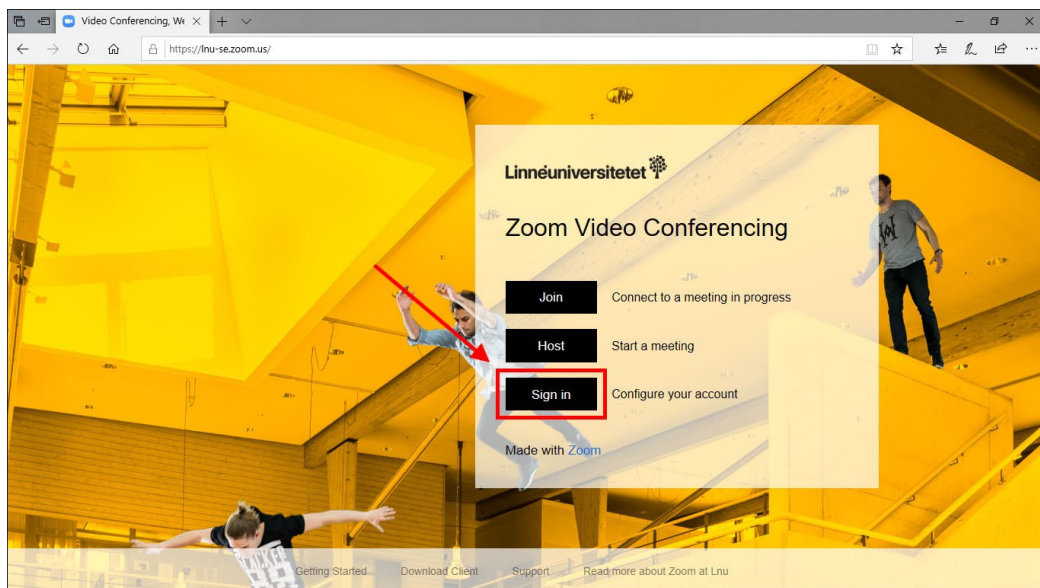 Video Conferencing, We
https://lnu-se.zoom.us/
Linnéuniversitetet
Zoom Video Conferencing
Join Connect to a meeting in progress
Host Start a meeting
Sign in Configure your account
Made with Zoom
Getting Started Download Client Support Read more about Zoom at Lnu